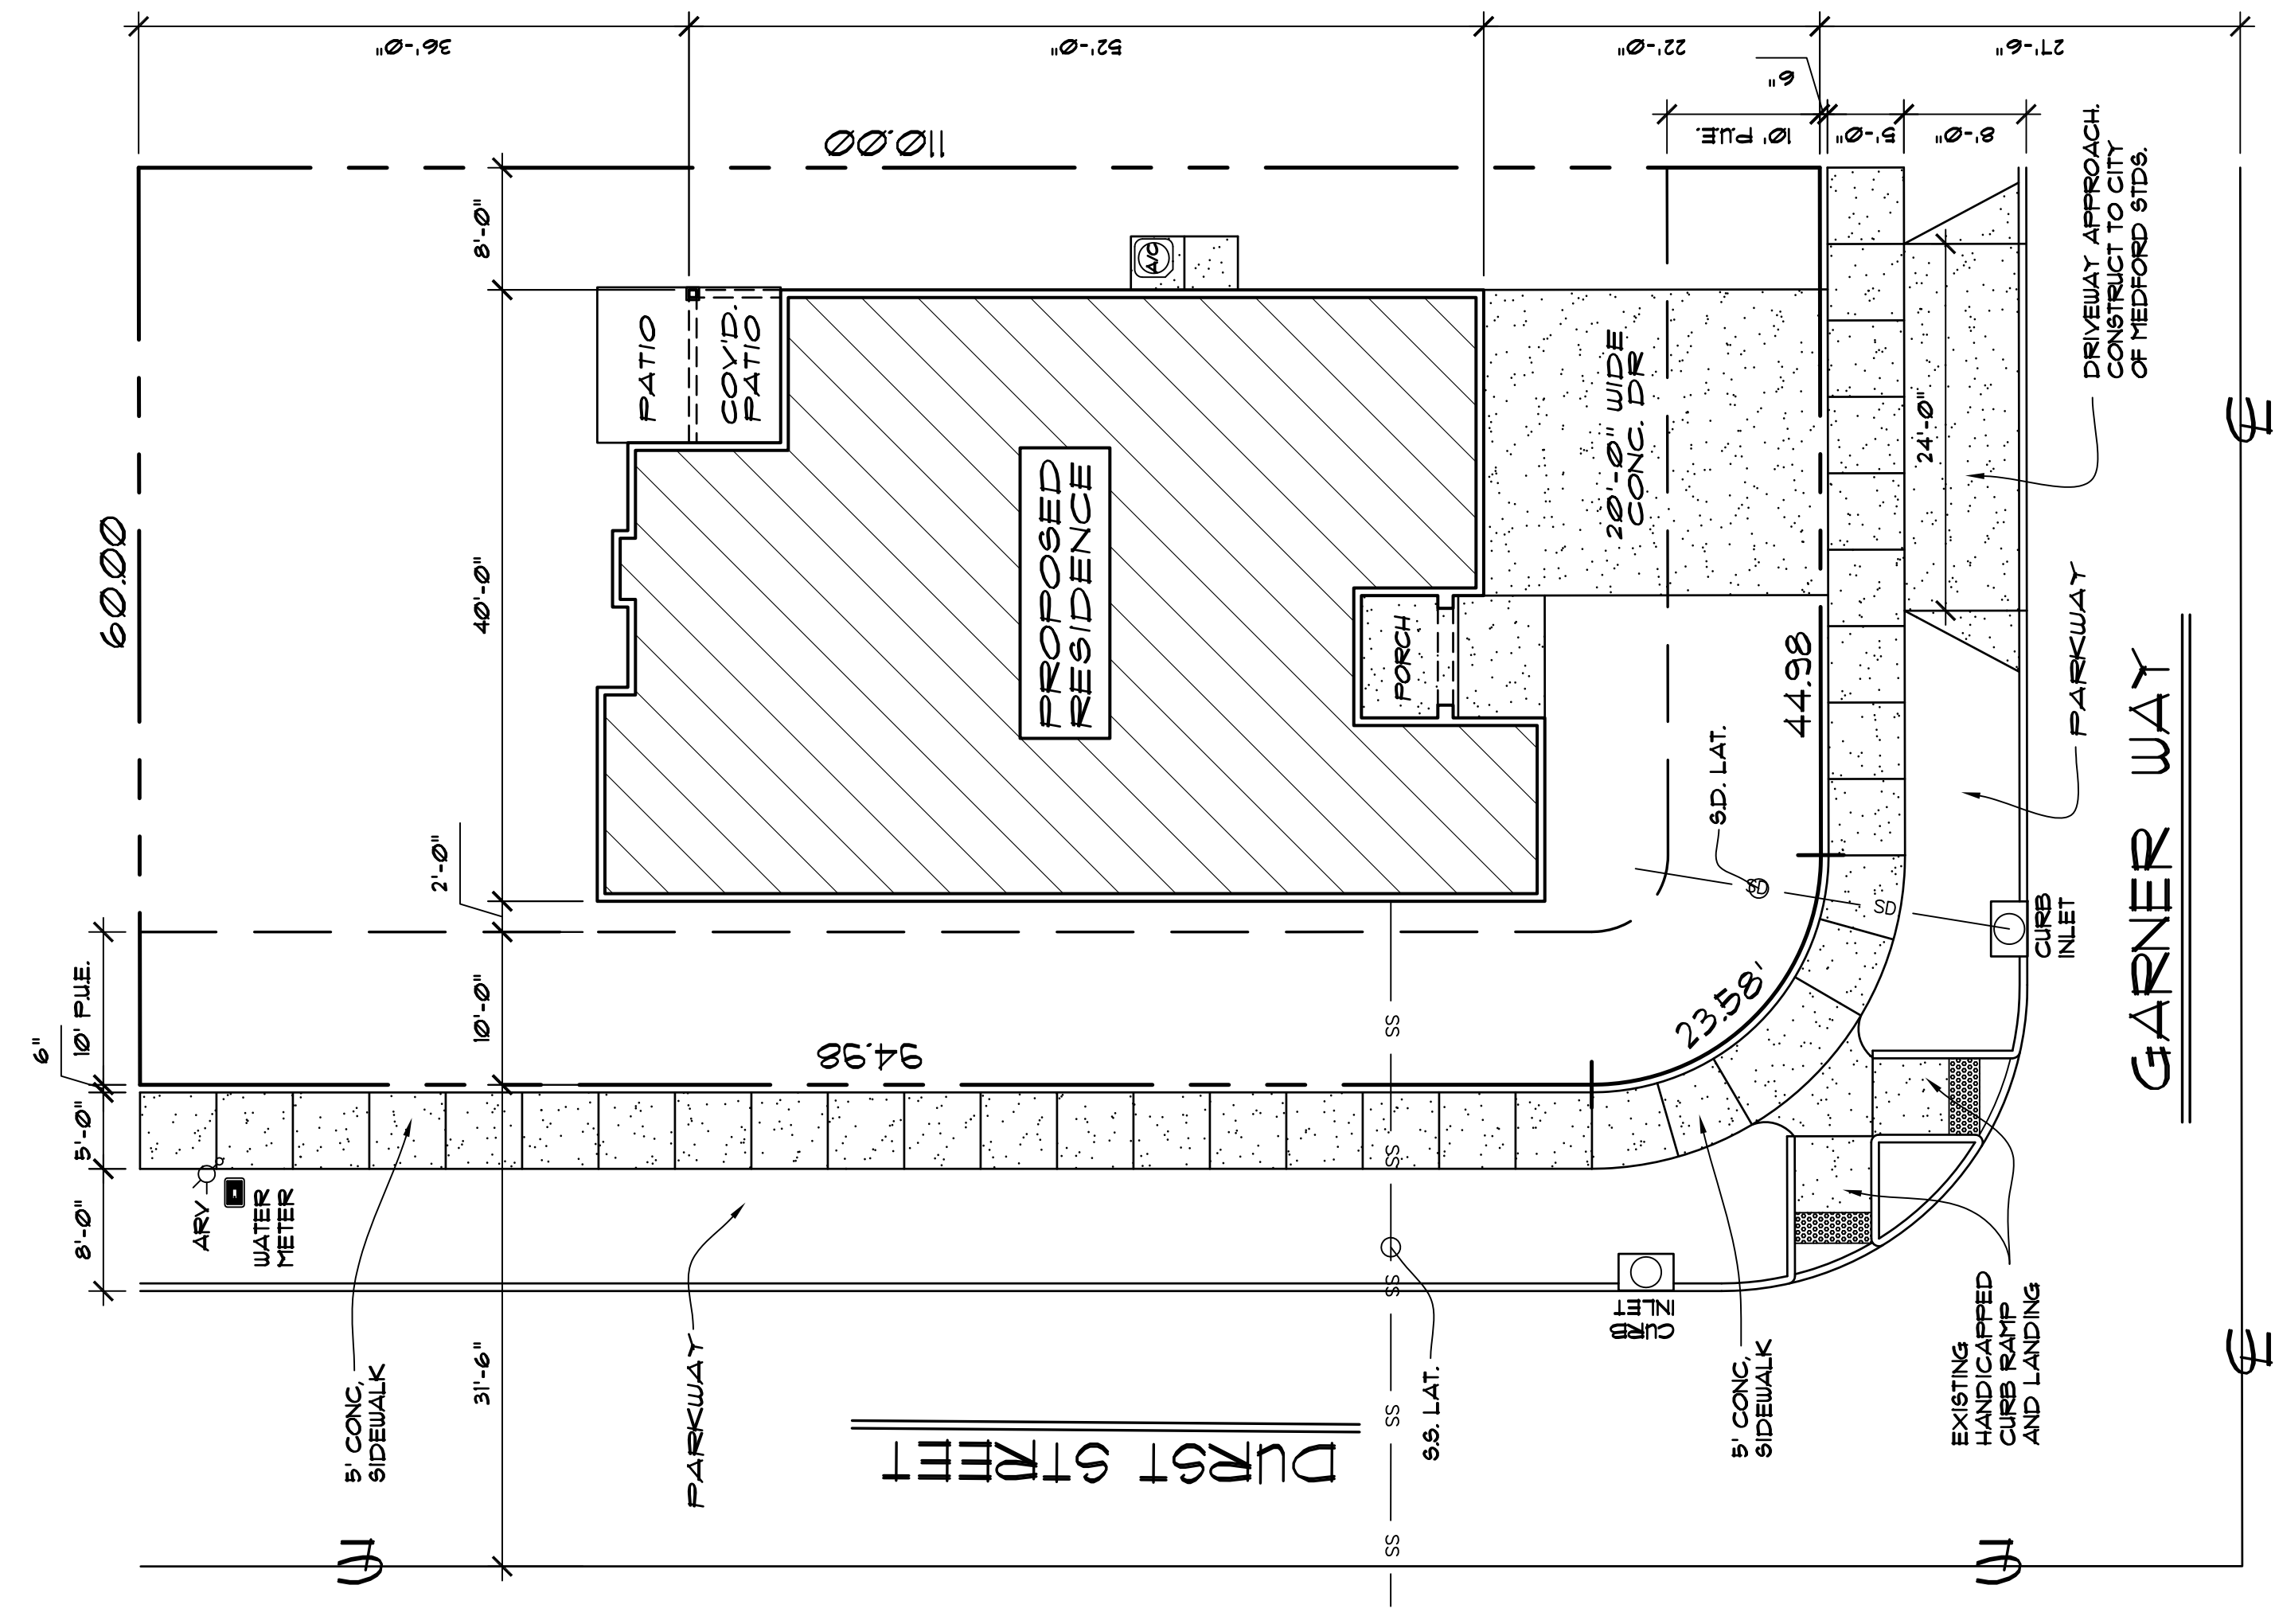 36'-0"
52'-0"
22'-0"
27'-6"
6"
110.00
10' P.U.E.
5'-0"
8'-0"
DRIVEWAY APPROACH.
CONSTRUCT TO CITY
OF MEDFORD STDS.
8'-0"
A/C
PATIO
COV'D.
PATIO
20'-0" WIDE
CONC. DR
24'-0"
60.00
40'-0"
PROPOSED
RESIDENCE
PORCH
44.98
PARKWAY
GARNER WAY
S.D. LAT.
SD
SD
CURB
INLET
2'-0"
10' P.U.E.
6"
10'-0"
94.98
23.58'
SS
5'-0"
8'-0"
ARV
WATER
METER
SS
SS
CURB
INLET
31'-6"
5' CONC,
SIDEWALK
PARKWAY
DURST STREET
SS
S.S. LAT.
5' CONC,
SIDEWALK
EXISTING
HANDICAPPED
CURB RAMP
AND LANDING
SS